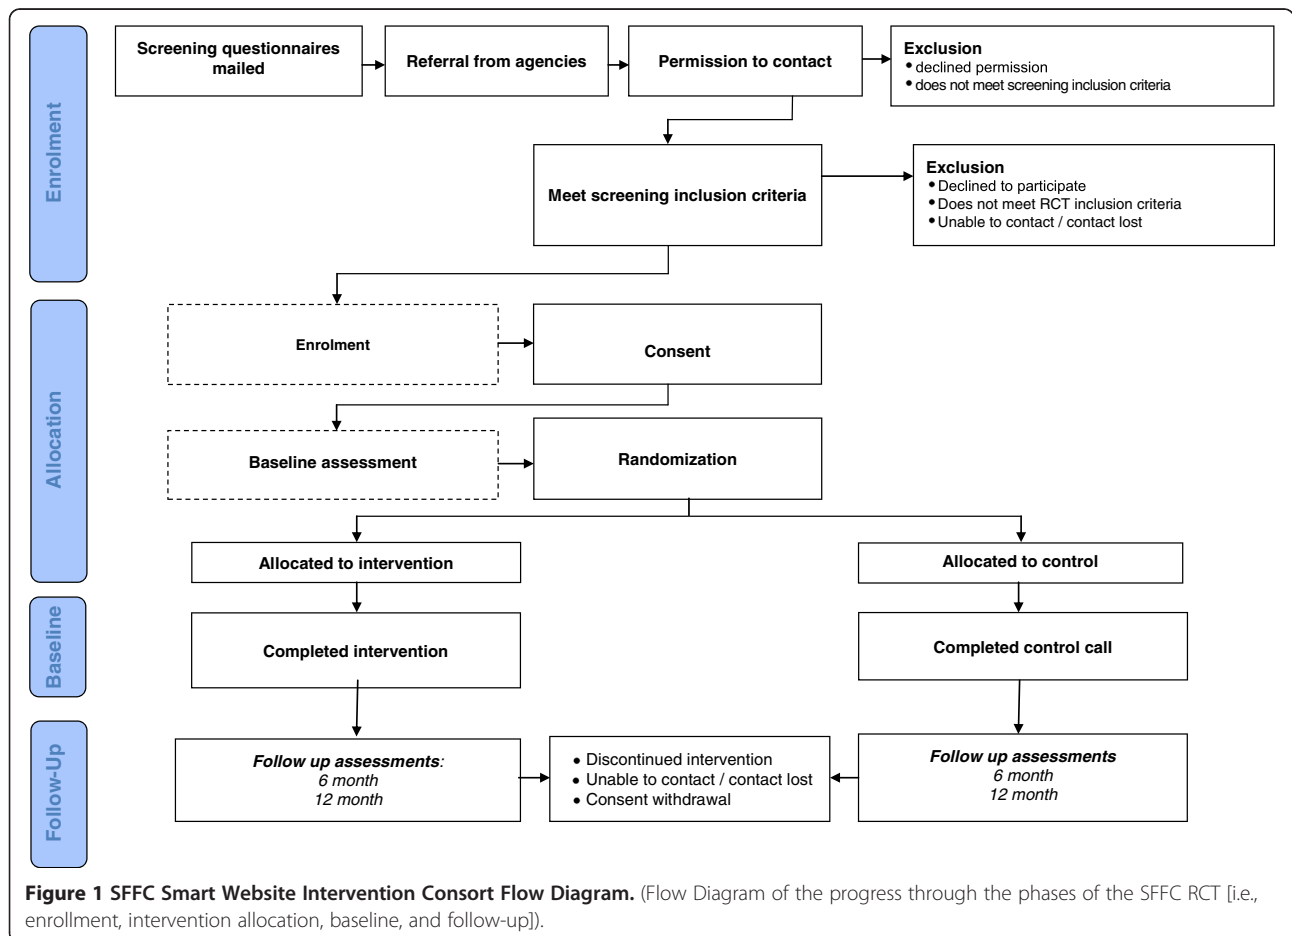 Enrolment
Screening questionnaires
mailed
Referral from agencies
Permission to contact
Exclusion
• declined permission
• does not meet screening inclusion criteria
Meet screening inclusion criteria
Exclusion
• Declined to participate
• Does not meet RCT inclusion criteria
• Unable to contact / contact lost
Allocation
Enrolment
Consent
Baseline assessment
Randomization
Allocated to intervention
Allocated to control
Baseline
Completed intervention
Completed control call
Follow-Up
Follow up assessments:
6 month
12 month
• Discontinued intervention
• Unable to contact / contact lost
• Consent withdrawal
Follow up assessments
6 month
12 month
Figure 1 SFFC Smart Website Intervention Consort Flow Diagram. (Flow Diagram of the progress through the phases of the SFFC RCT [i.e.,
enrollment, intervention allocation, baseline, and follow-up]).